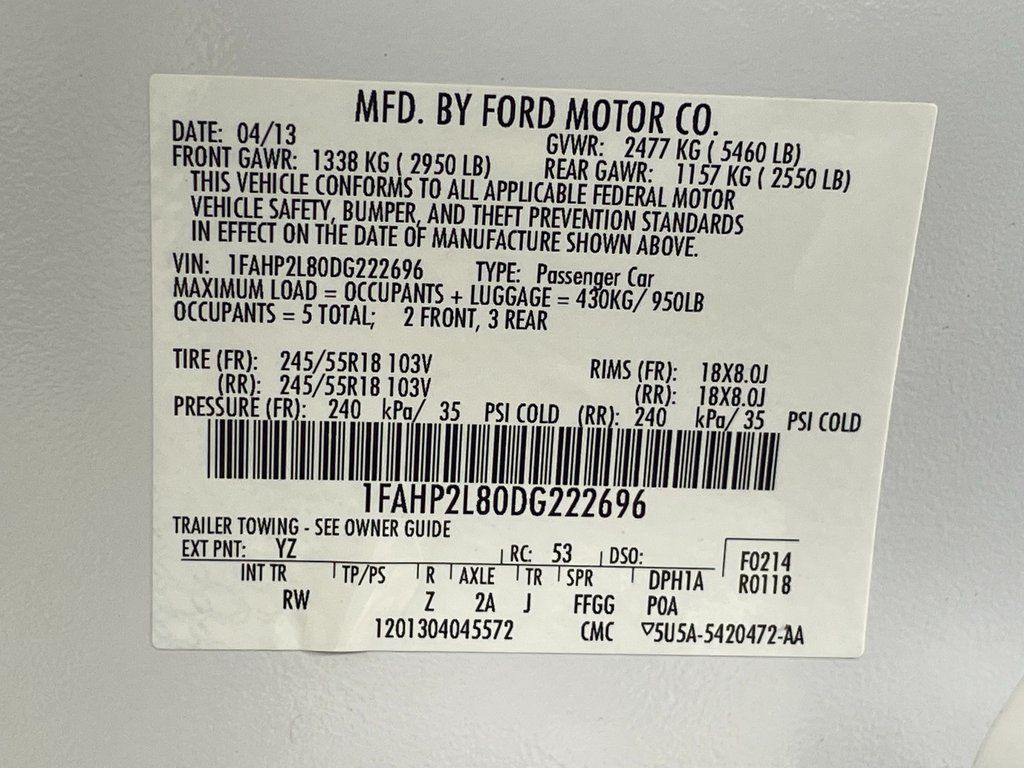 MFD. BY FORD MOTOR CO.
DATE: 04/13 GVWR: 2477 KG ( 5460 LB)
FRONT GAWR: 1338 KG ( 2950 LB) REAR GAWR: 1157 KG ( 2550 LB)
THIS VEHICLE CONFORMS TO ALL APPLICABLE FEDERAL MOTOR
VEHICLE SAFETY, BUMPER, AND THEFT PREVENTION STANDARDS
IN EFFECT ON THE DATE OF MANUFACTURE SHOWN ABOVE.
VIN: 1FAHP2L80DG222696 TYPE: Passenger Car
MAXIMUM LOAD = OCCUPANTS + LUGGAGE = 430KG/ 950LB
OCCUPANTS = 5 TOTAL; 2 FRONT, 3 REAR
TIRE (FR): 245/55R18 103V RIMS (FR): 18X8.0J
(RR): 245/55R18 103V (RR): 18X8.0J
PRESSURE (FR): 240 kPa/ 35 PSI COLD (RR): 240 kPa/ 35 PSI COLD
1FAHP2L80DG222696
TRAILER TOWING - SEE OWNER GUIDE
EXT PNT: YZ RC: 53 DSO: F0214
INT TR TP/PS R AXLE TR SPR DPH1A R0118
RW Z 2A J FFGG POA
1201304045572 CMC ▽5U5A-5420472-AA